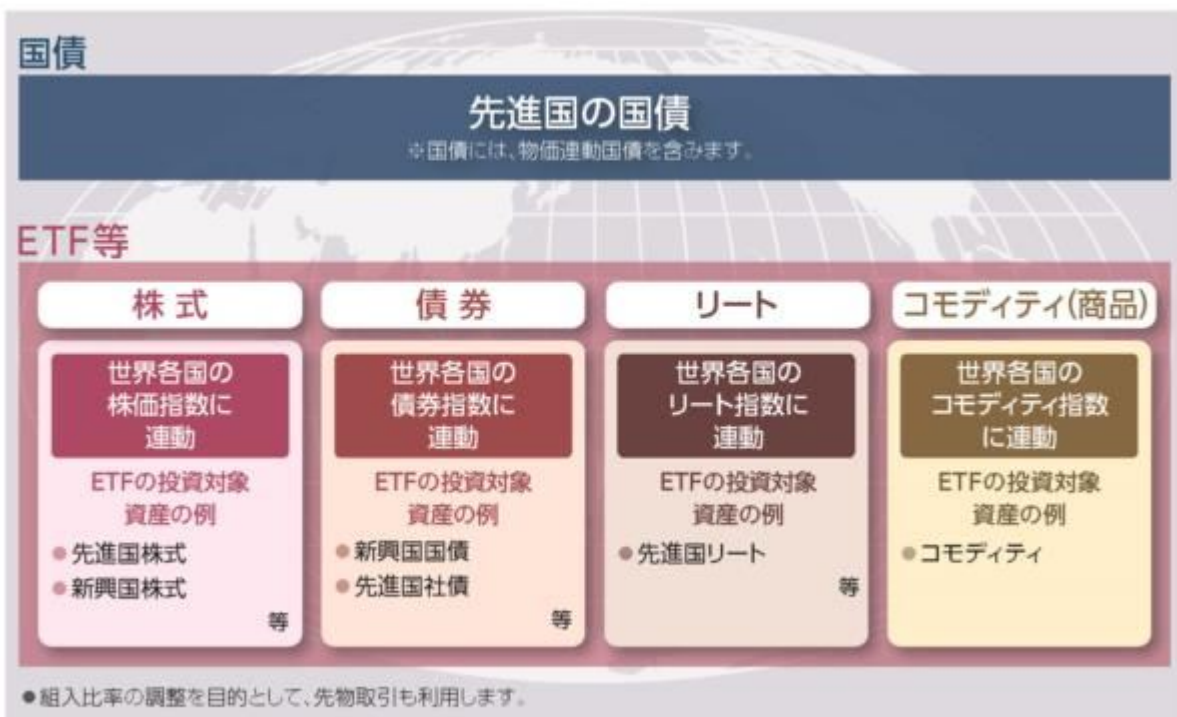 国債
先進国の国債
※国債には、物価連動国債を含みます。
ETF等
株式
世界各国の
株価指数に
連動
ETFの投資対象
資産の例
●先進国株式
●新興国株式
等
債券
世界各国の
債券指数に
連動
ETFの投資対象
資産の例
●新興国国債
●先進国社債
等
リート
世界各国の
リート指数に
連動
ETFの投資対象
資産の例
●先進国リート
等
コモディティ(商品)
世界各国の
コモディティ指数
に連動
ETFの投資対象
資産の例
●コモディティ
●組入比率の調整を目的として、先物取引も利用します。